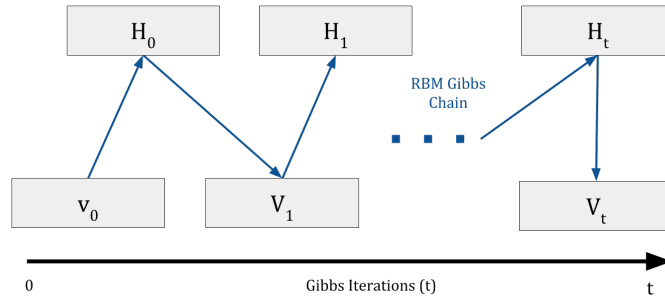 H₀
H₁
Hₜ
RBM Gibbs
Chain
v₀
V₁
Vₜ
0
Gibbs Iterations (t)
t